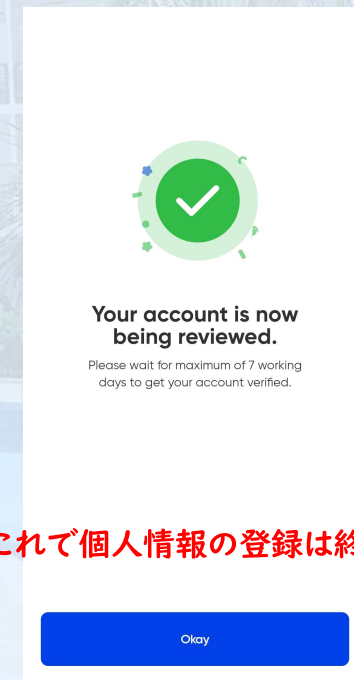 Your account is now
being reviewed.
Please wait for maximum of 7 working
days to get your account verified.
これで個人情報の登録は終
Okay